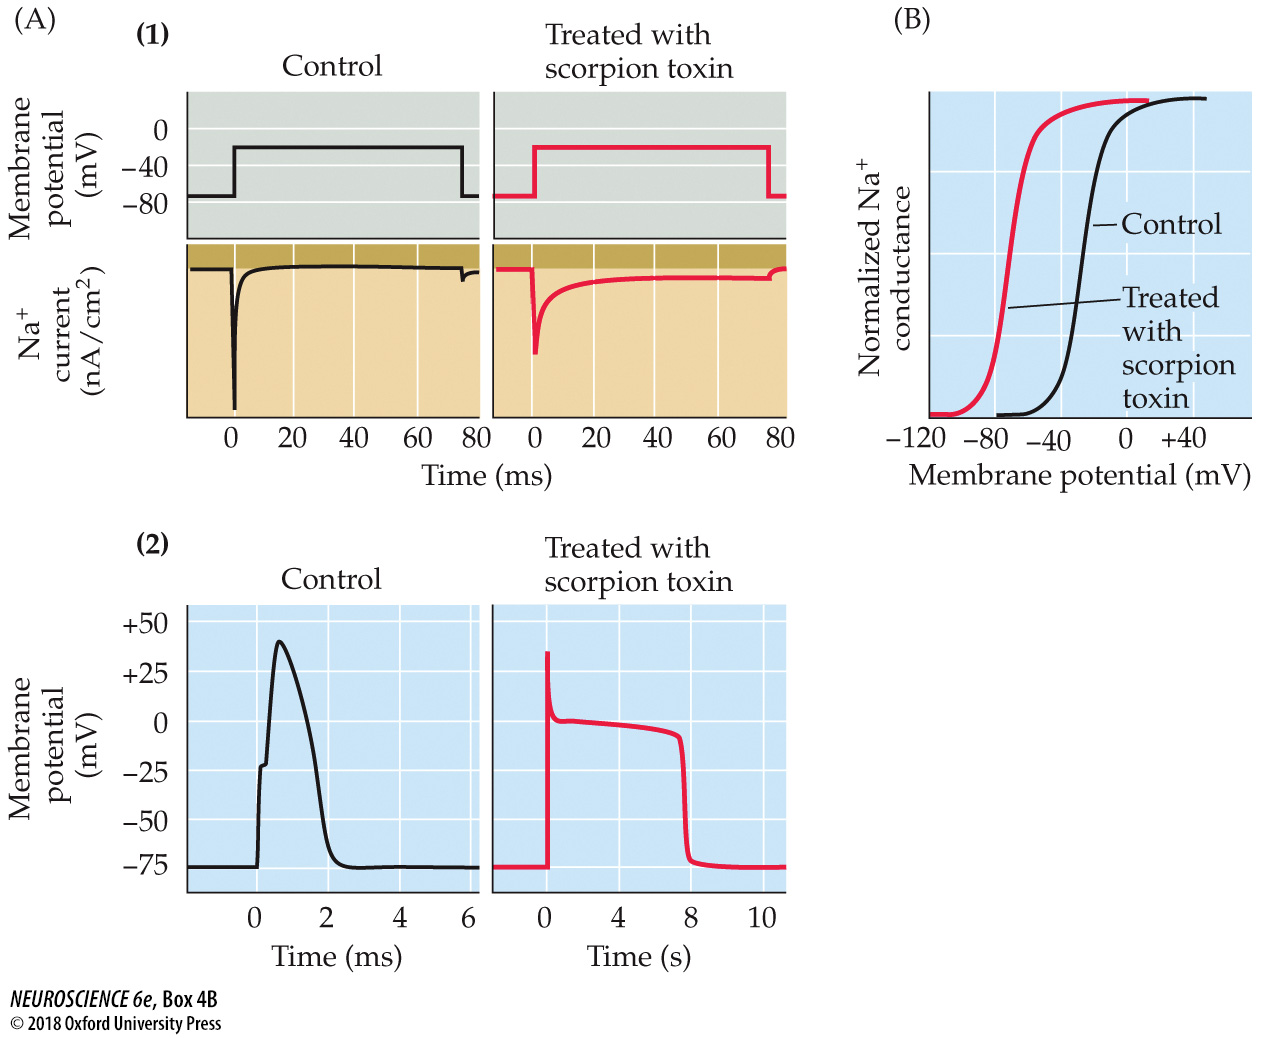 (A)
(1)
Control
Treated with
scorpion toxin
Membrane
potential
(mV)
0
−40
−80
Na+
current
(nA/cm2)
0 20 40 60 80
0 20 40 60 80
Time (ms)
(B)
Normalized Na+
conductance
Control
Treated
with
scorpion
toxin
−120 −80 −40 0 +40
Membrane potential (mV)
(2)
Control
Treated with
scorpion toxin
Membrane
potential
(mV)
+50
+25
0
−25
−50
−75
0 2 4 6
Time (ms)
0 4 8 10
Time (s)
NEUROSCIENCE 6e, Box 4B
© 2018 Oxford University Press